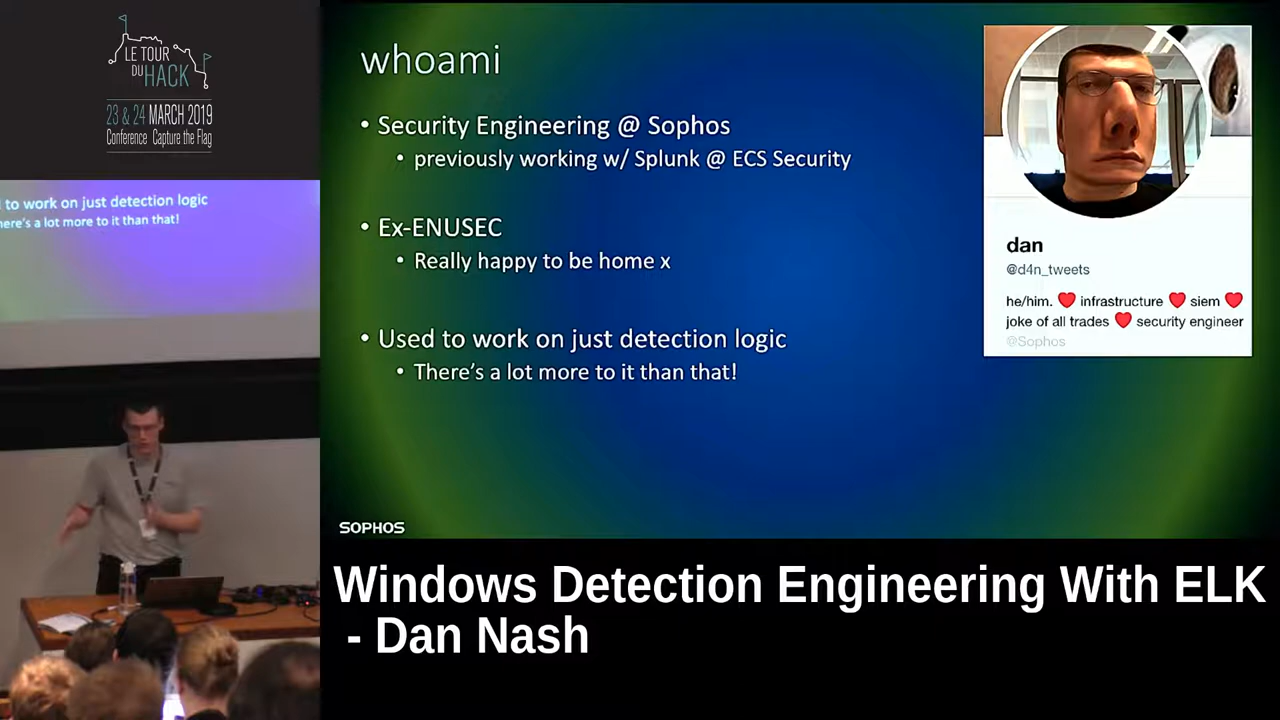 LE TOUR
DU HACK
23 & 24 MARCH 2019
Conference Capture the Flag
to work on just detection logic
here's a lot more to it than that!
whoami
• Security Engineering @ Sophos
• previously working w/ Splunk @ ECS Security
• Ex-ENUSEC
• Really happy to be home x
• Used to work on just detection logic
• There's a lot more to it than that!
dan
@d4n_tweets
he/him. ❤️ infrastructure ❤️ siem ❤️
joke of all trades ❤️ security engineer
@Sophos
SOPHOS
Windows Detection Engineering With ELK
- Dan Nash